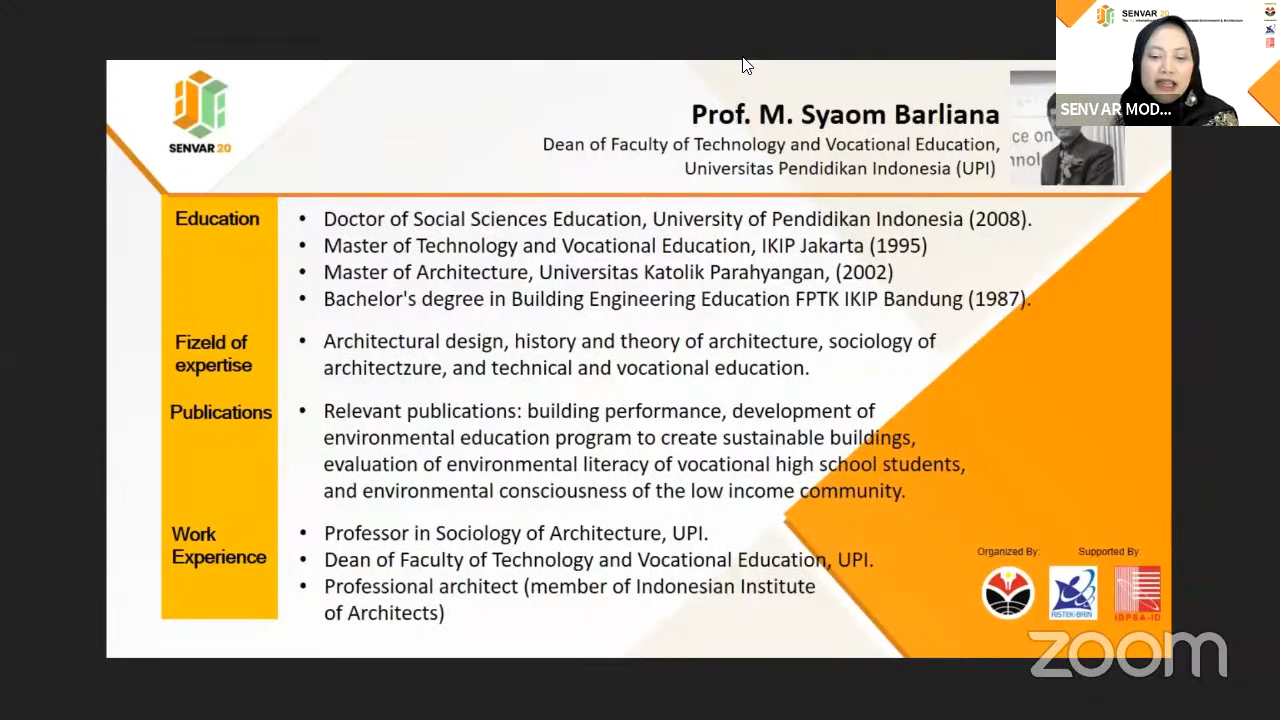 SENVAR 20
Prof. M. Syaom Barliana
Dean of Faculty of Technology and Vocational Education,
Universitas Pendidikan Indonesia (UPI)
ce on
nnol
SENVAR 20
SENVAR MOD...
Education
• Doctor of Social Sciences Education, University of Pendidikan Indonesia (2008).
• Master of Technology and Vocational Education, IKIP Jakarta (1995)
• Master of Architecture, Universitas Katolik Parahyangan, (2002)
• Bachelor's degree in Building Engineering Education FPTK IKIP Bandung (1987).
Fizeld of
expertise
• Architectural design, history and theory of architecture, sociology of
architectzure, and technical and vocational education.
Publications
• Relevant publications: building performance, development of
environmental education program to create sustainable buildings,
evaluation of environmental literacy of vocational high school students,
and environmental consciousness of the low income community.
Work
Experience
• Professor in Sociology of Architecture, UPI.
• Dean of Faculty of Technology and Vocational Education, UPI.
• Professional architect (member of Indonesian Institute
of Architects)
Organized By:
Supported By:
RISTEK-BRIN
IBPSA-ID
zoom